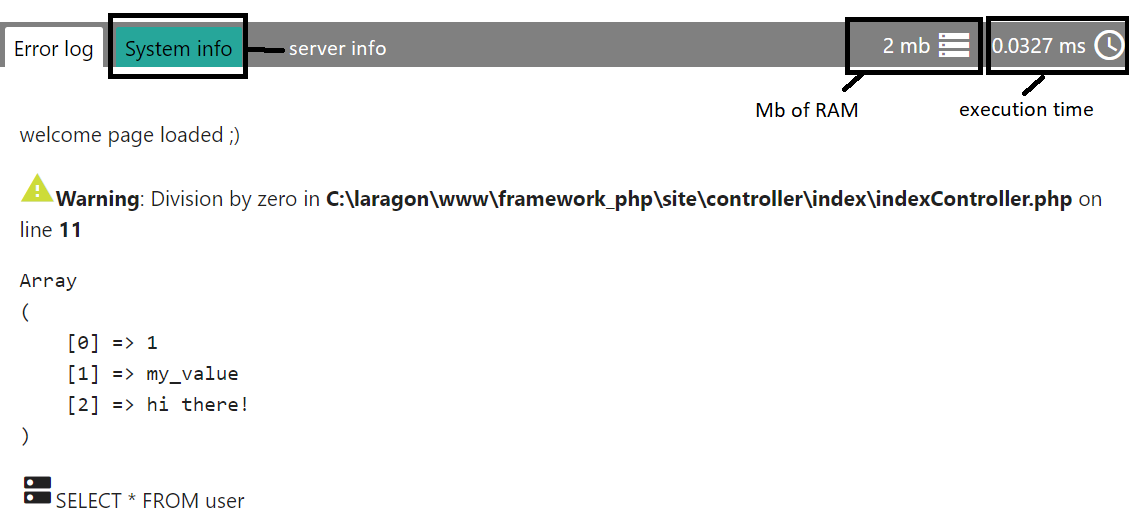 Error log System info server info 2 mb 0.0327 ms
Mb of RAM execution time
welcome page loaded ;)
Warning: Division by zero in C:\laragon\www\framework_php\site\controller\index\indexController.php on
line 11
Array
(
    [0] => 1
    [1] => my_value
    [2] => hi there!
)
SELECT * FROM user